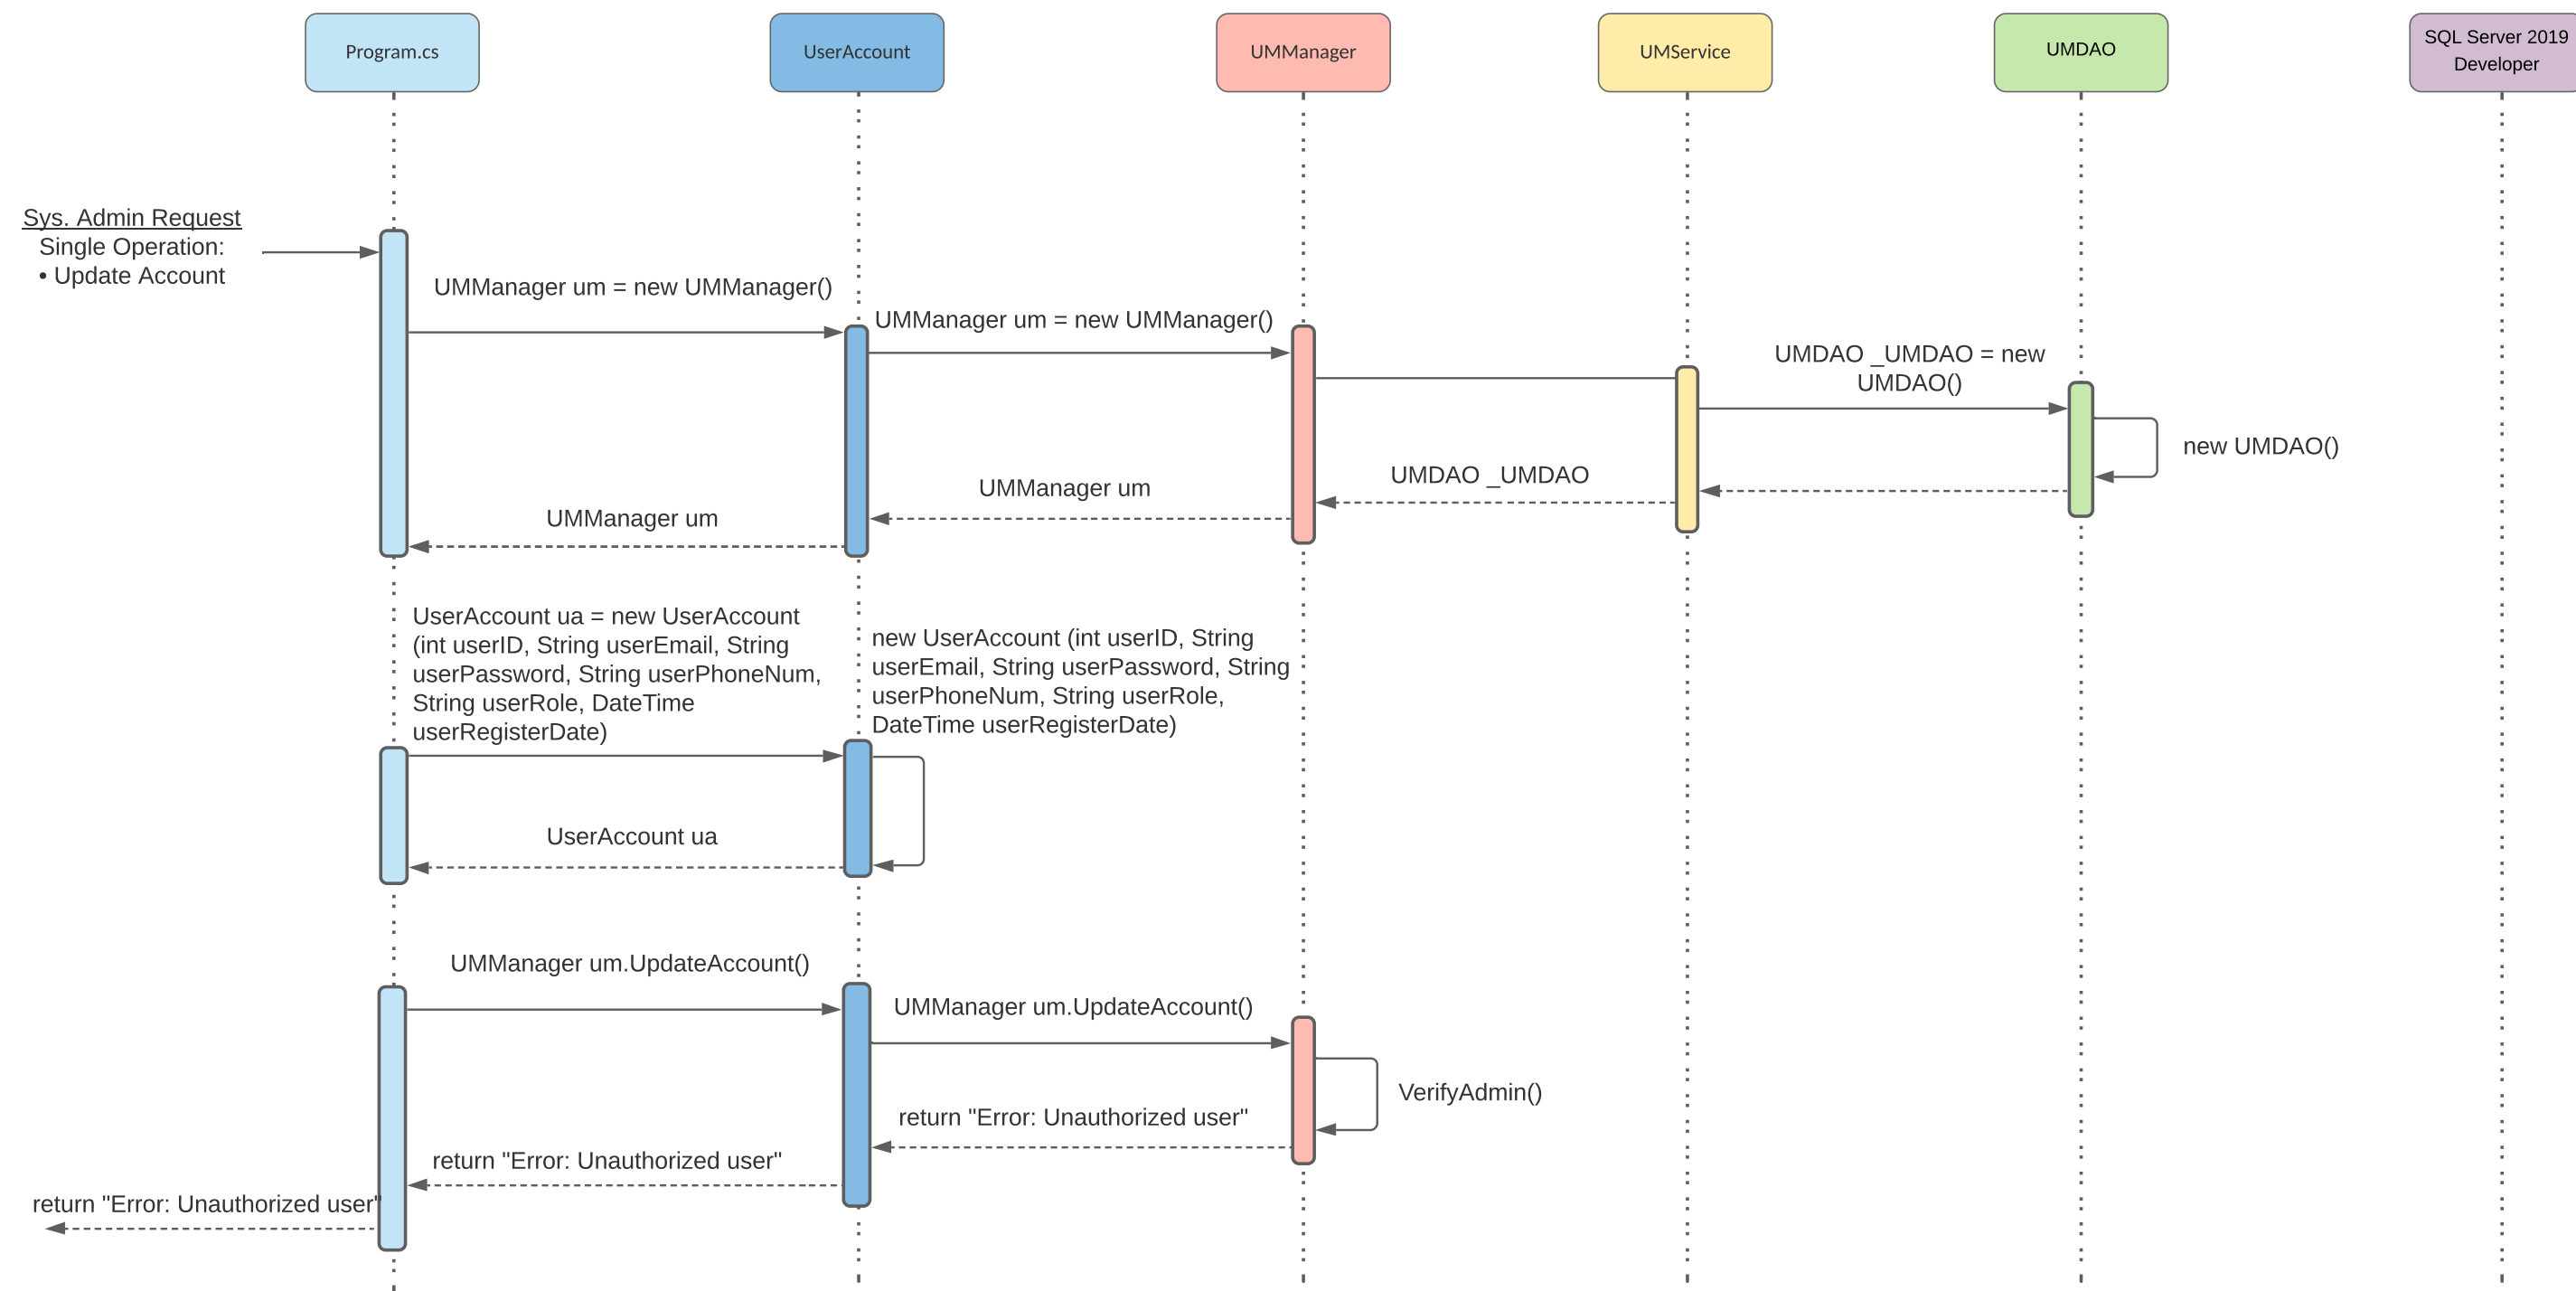 Program.cs
UserAccount
UMManager
UMService
UMDAO
SQL Server 2019
Developer
Sys. Admin Request
Single Operation:
• Update Account
UMManager um = new UMManager()
UMManager um = new UMManager()
UMDAO _UMDAO = new
UMDAO()
new UMDAO()
UMDAO _UMDAO
UMManager um
UMManager um
UserAccount ua = new UserAccount
(int userID, String userEmail, String
userPassword, String userPhoneNum,
String userRole, DateTime
userRegisterDate)
new UserAccount (int userID, String
userEmail, String userPassword, String
userPhoneNum, String userRole,
DateTime userRegisterDate)
UserAccount ua
UMManager um.UpdateAccount()
UMManager um.UpdateAccount()
VerifyAdmin()
return "Error: Unauthorized user"
return "Error: Unauthorized user"
return "Error: Unauthorized user"